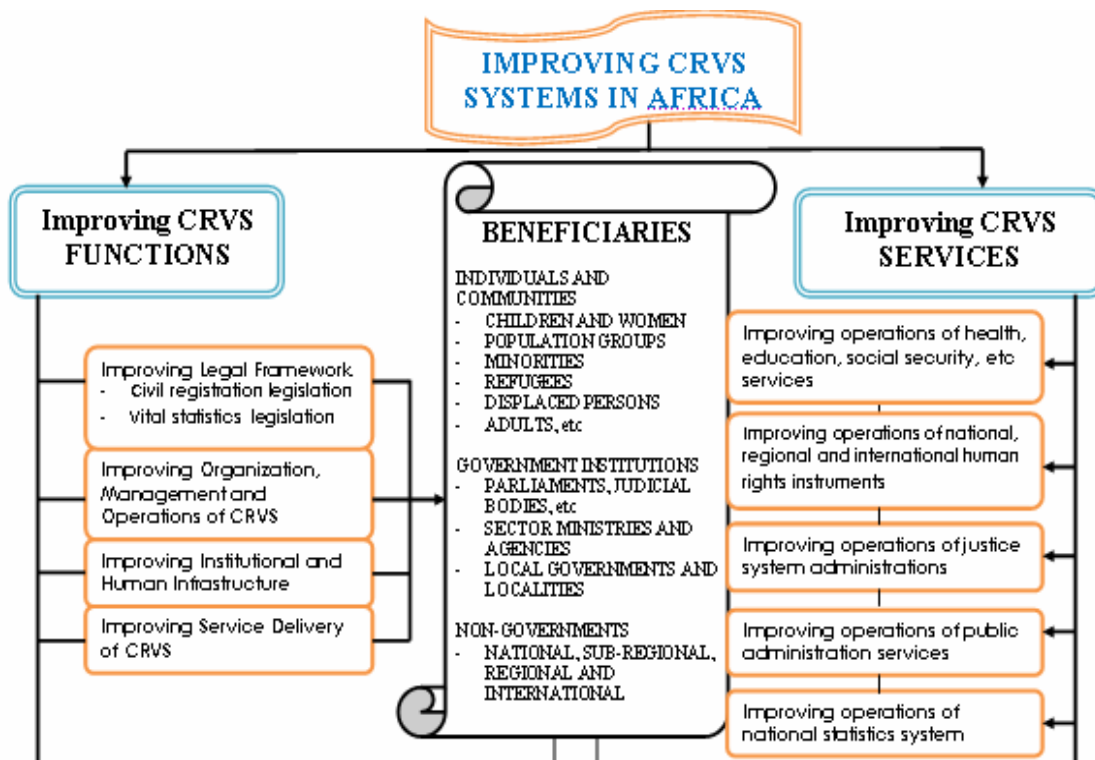 IMPROVING CRVS
SYSTEMS IN AFRICA
Improving CRVS
FUNCTIONS
Improving Legal Framework
- Civil registration legislation
- Vital statistics legislation
Improving Organization,
Management and
Operations of CRVS
Improving Institutional and
Human Infrastructure
Improving Service Delivery
of CRVS
BENEFICIARIES
INDIVIDUALS AND
COMMUNITIES
- CHILDREN AND WOMEN
- POPULATION GROUPS
- MINORITIES
- REFUGEES
- DISPLACED PERSONS
- ADULTS, etc
GOVERNMENT INSTITUTIONS
- PARLIAMENTS, JUDICIAL
BODIES, etc
- SECTOR MINISTRIES AND
AGENCIES
- LOCAL GOVERNMENTS AND
LOCALITIES
NON-GOVERNMENTS
- NATIONAL, SUB-REGIONAL,
REGIONAL AND
INTERNATIONAL
Improving CRVS
SERVICES
Improving operations of health,
education, social security, etc
services
Improving operations of national,
regional and international human
rights instruments
Improving operations of justice
system administrations
Improving operations of public
administration services
Improving operations of
national statistics system